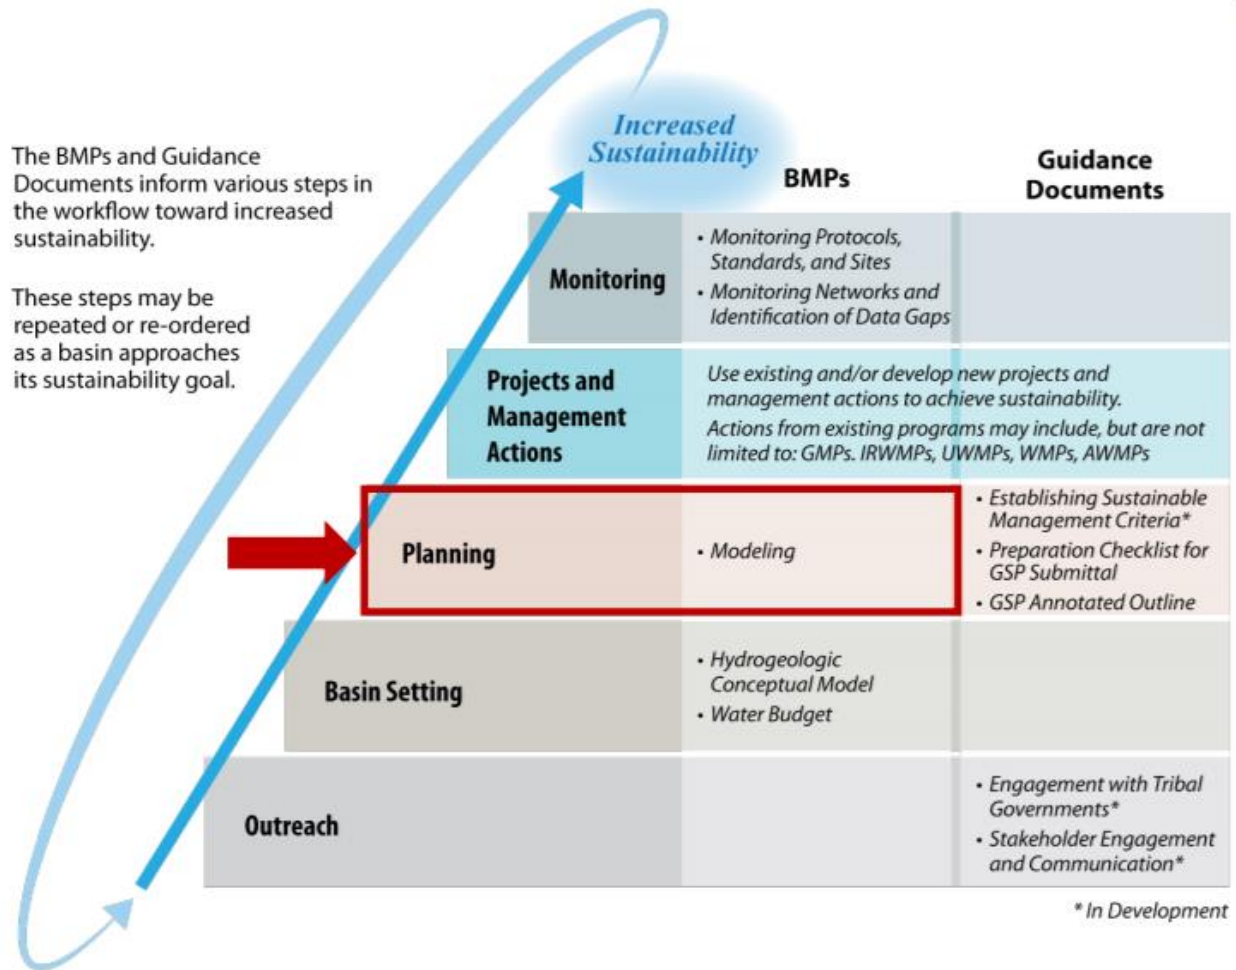 The BMPs and Guidance
Documents inform various steps in
the workflow toward increased
sustainability.
These steps may be
repeated or re-ordered
as a basin approaches
its sustainability goal.
Increased
Sustainability
BMPs
Guidance
Documents
Monitoring
• Monitoring Protocols,
Standards, and Sites
• Monitoring Networks and
Identification of Data Gaps
Projects and
Management
Actions
Use existing and/or develop new projects and
management actions to achieve sustainability.
Actions from existing programs may include, but are not
limited to: GMPs. IRWMPs, UWMPs, WMPs, AWMPs
Planning
• Modeling
• Establishing Sustainable
Management Criteria*
• Preparation Checklist for
GSP Submittal
• GSP Annotated Outline
Basin Setting
• Hydrogeologic
Conceptual Model
• Water Budget
Outreach
• Engagement with Tribal
Governments*
• Stakeholder Engagement
and Communication*
* In Development